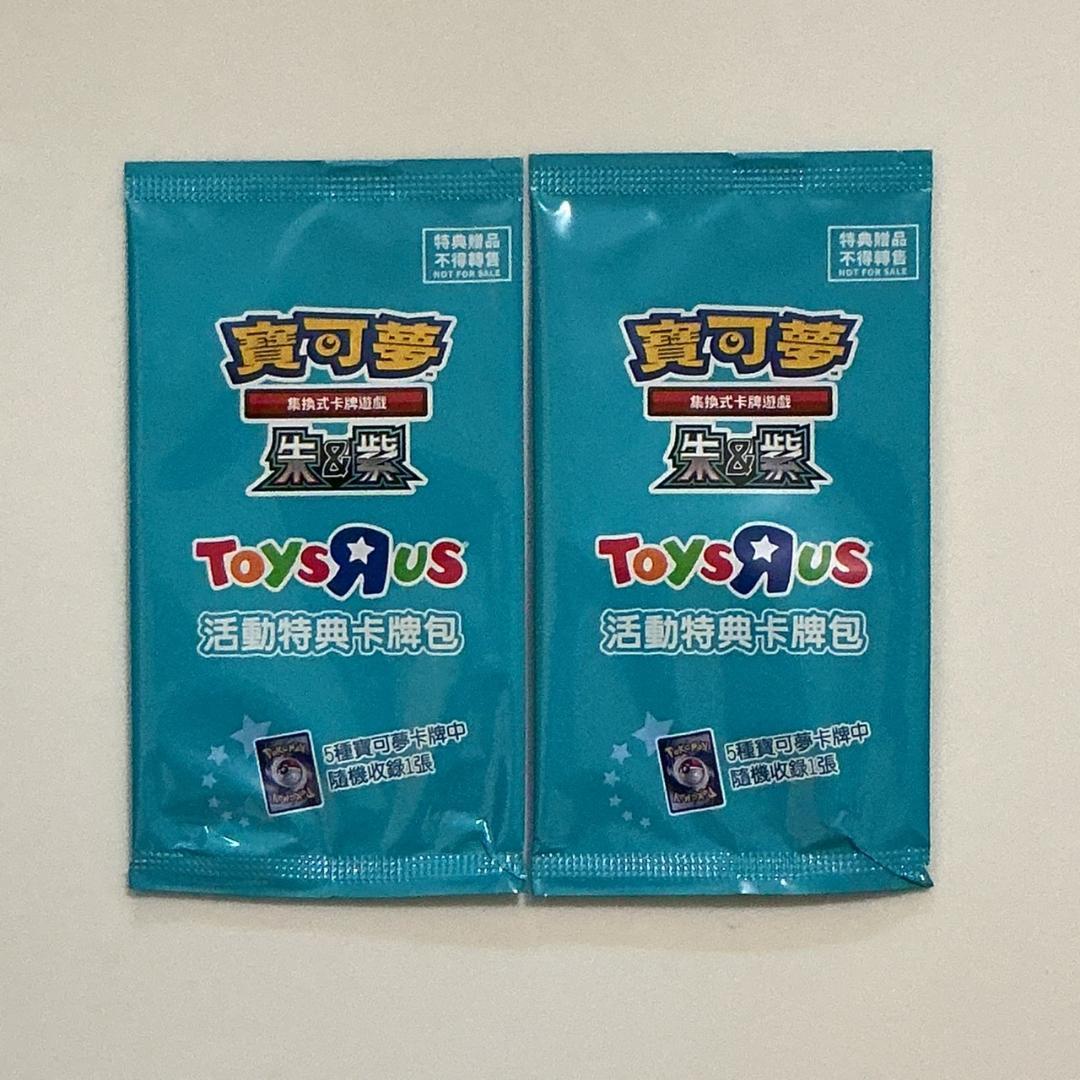 特典贈品
不得轉售
NOT FOR SALE
寶可夢
集換式卡牌遊戲
朱&紫
TOYSRUS
活動特典卡牌包
5種寶可夢卡牌中
隨機收錄1張
特典贈品
不得轉售
NOT FOR SALE
寶可夢
集換式卡牌遊戲
朱&紫
TOYSRUS
活動特典卡牌包
5種寶可夢卡牌中
隨機收錄1張